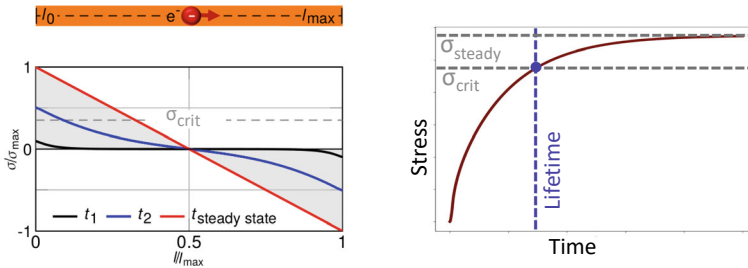 l0 e- - lmax
1
0
-1
σ/σmax
σcrit
t1 t2 tsteady state
0 0.5 1
l/lmax
σsteady
σcrit
Stress
Lifetime
Time